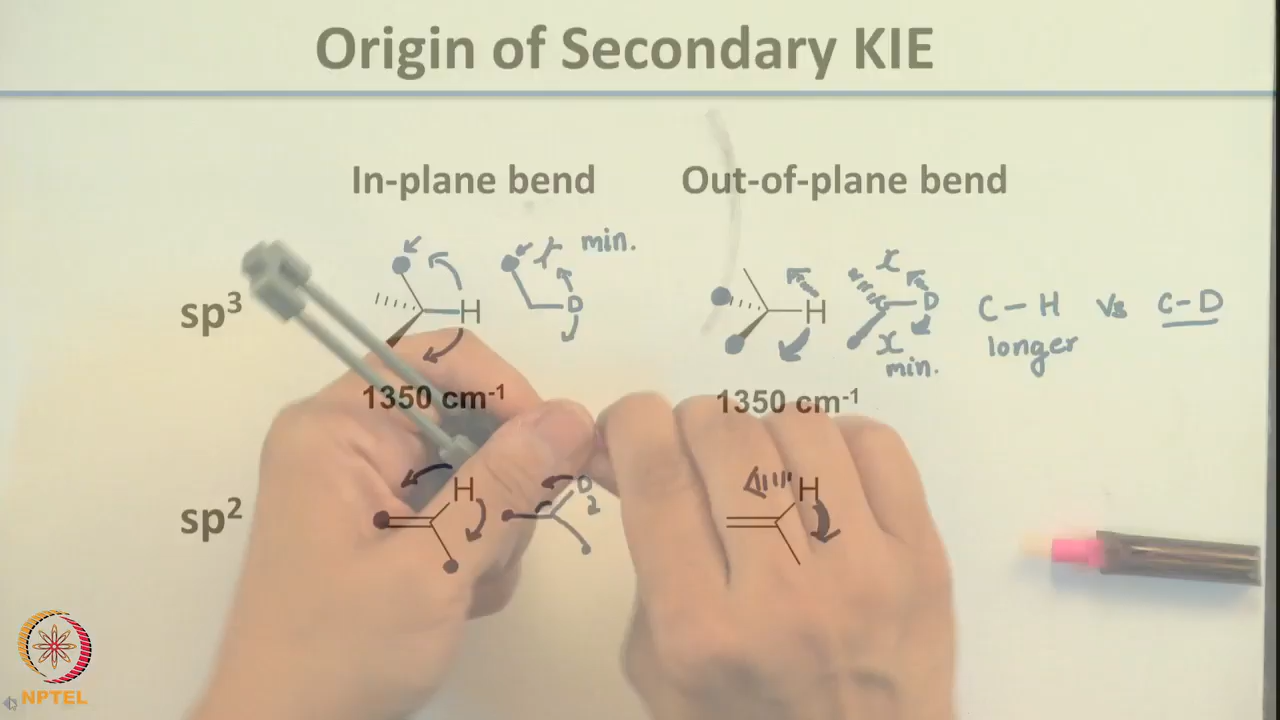 Origin of Secondary KIE
In-plane bend Out-of-plane bend
min.
sp³ H D H C D C-H Vs C-D
x
x
longer
min.
1350 cm⁻¹ 1350 cm⁻¹
sp² H D H
2
NPTEL